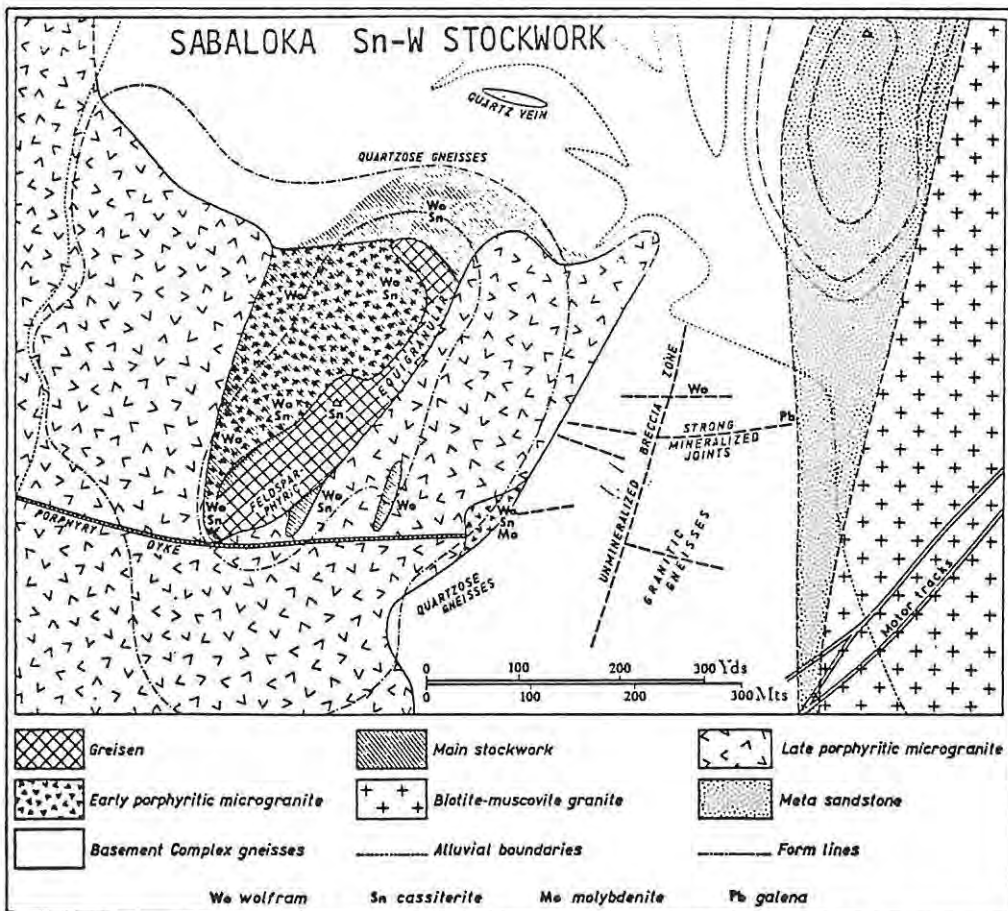 SABALOKA Sn-W STOCKWORK
QUARTZ VEIN
QUARTZOSE GNEISSES
Wo
Sn
Wo
Wo
Sn
EQUIGRANULAR
Sn
Wo
Sn
Wo
FELDSPAR
PHYRIC
Wo
Sn
Wo
Sn
Wo
PORPHYRY DYKE
Wo
Sn
Mo
QUARTZOSE
GNEISSES
UNMINERALIZED BRECCIA ZONE
Wo
Pb
STRONG
MINERALIZED
JOINTS
GRANITIC
GNEISSES
Motor tracks
0 100 200 300 Yds
0 100 200 300 Mts
Greisen
Main stockwork
Late porphyritic microgranite
Early porphyritic microgranite
Biotite-muscovite granite
Meta sandstone
Basement Complex gneisses
Alluvial boundaries
Form lines
Wo wolfram Sn cassiterite Mo molybdenite Pb galena